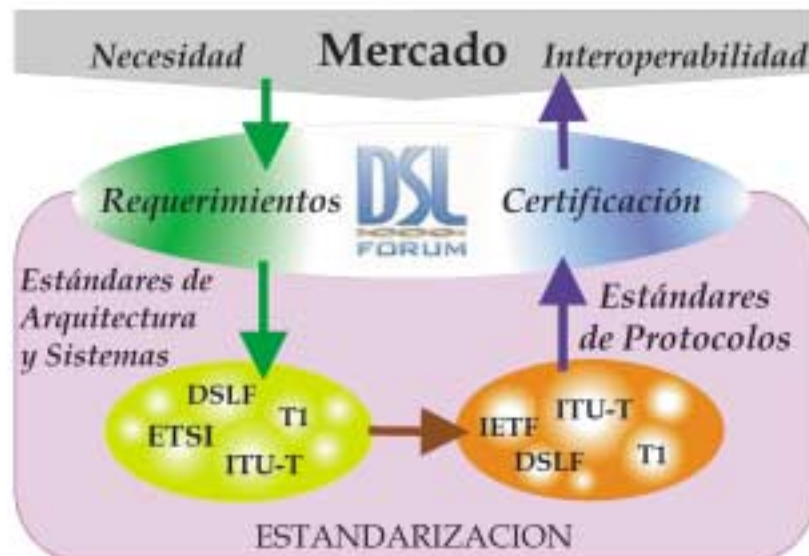 Necesidad Mercado Interoperabilidad
Requerimientos DSL FORUM Certificación
Estándares de
Arquitectura
y Sistemas
Estándares
de Protocolos
DSLF
T1
ETSI
ITU-T
ITU-T
IETF
DSLF
T1
ESTANDARIZACION